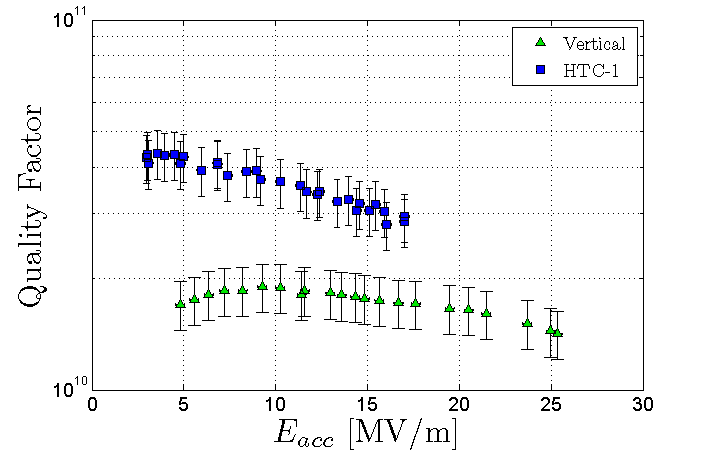 10^11
Vertical
HTC-1
Quality Factor
10^10
0 5 10 15 20 25 30
E_acc [MV/m]